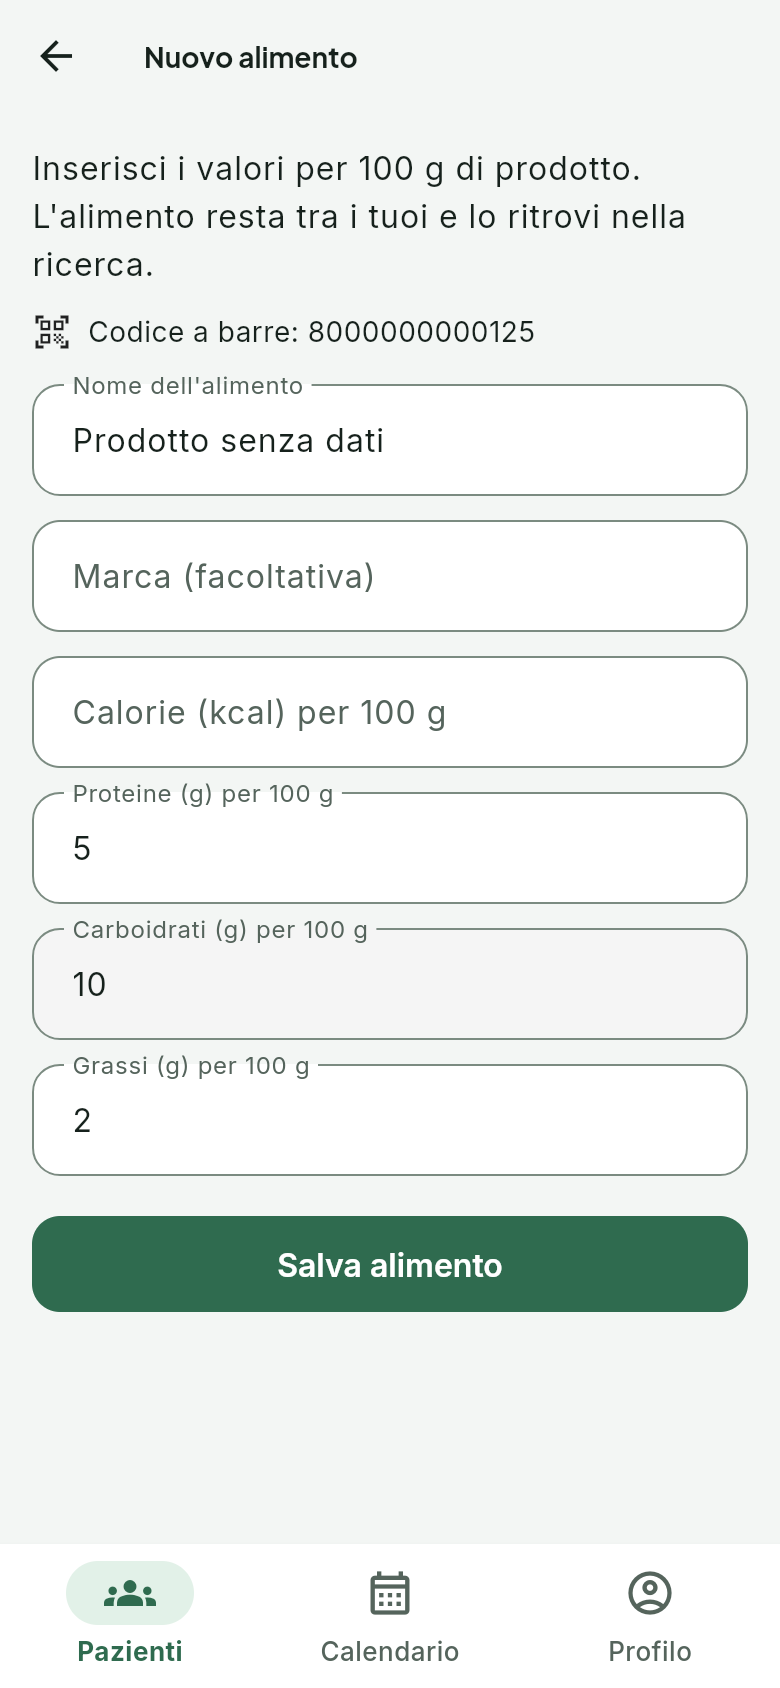 Nuovo alimento
Inserisci i valori per 100 g di prodotto.
L'alimento resta tra i tuoi e lo ritrovi nella
ricerca.
Codice a barre: 8000000000125
Nome dell'alimento
Prodotto senza dati
Marca (facoltativa)
Calorie (kcal) per 100 g
Proteine (g) per 100 g
5
Carboidrati (g) per 100 g
10
Grassi (g) per 100 g
2
Salva alimento
Pazienti
Calendario
Profilo